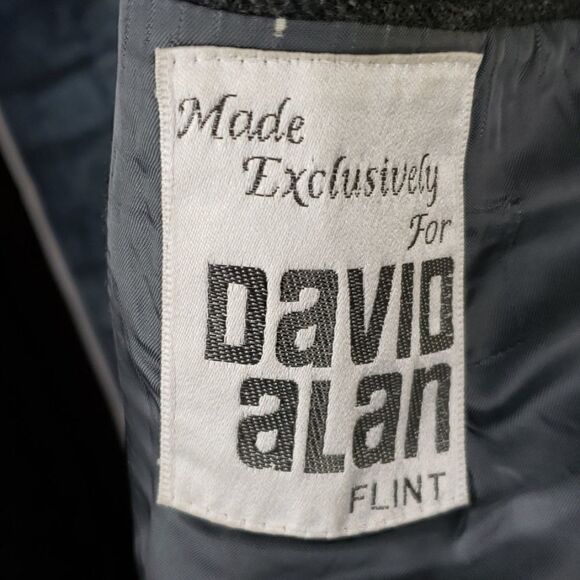 Made
Exclusively
For
DaVID
aLan
FLINT